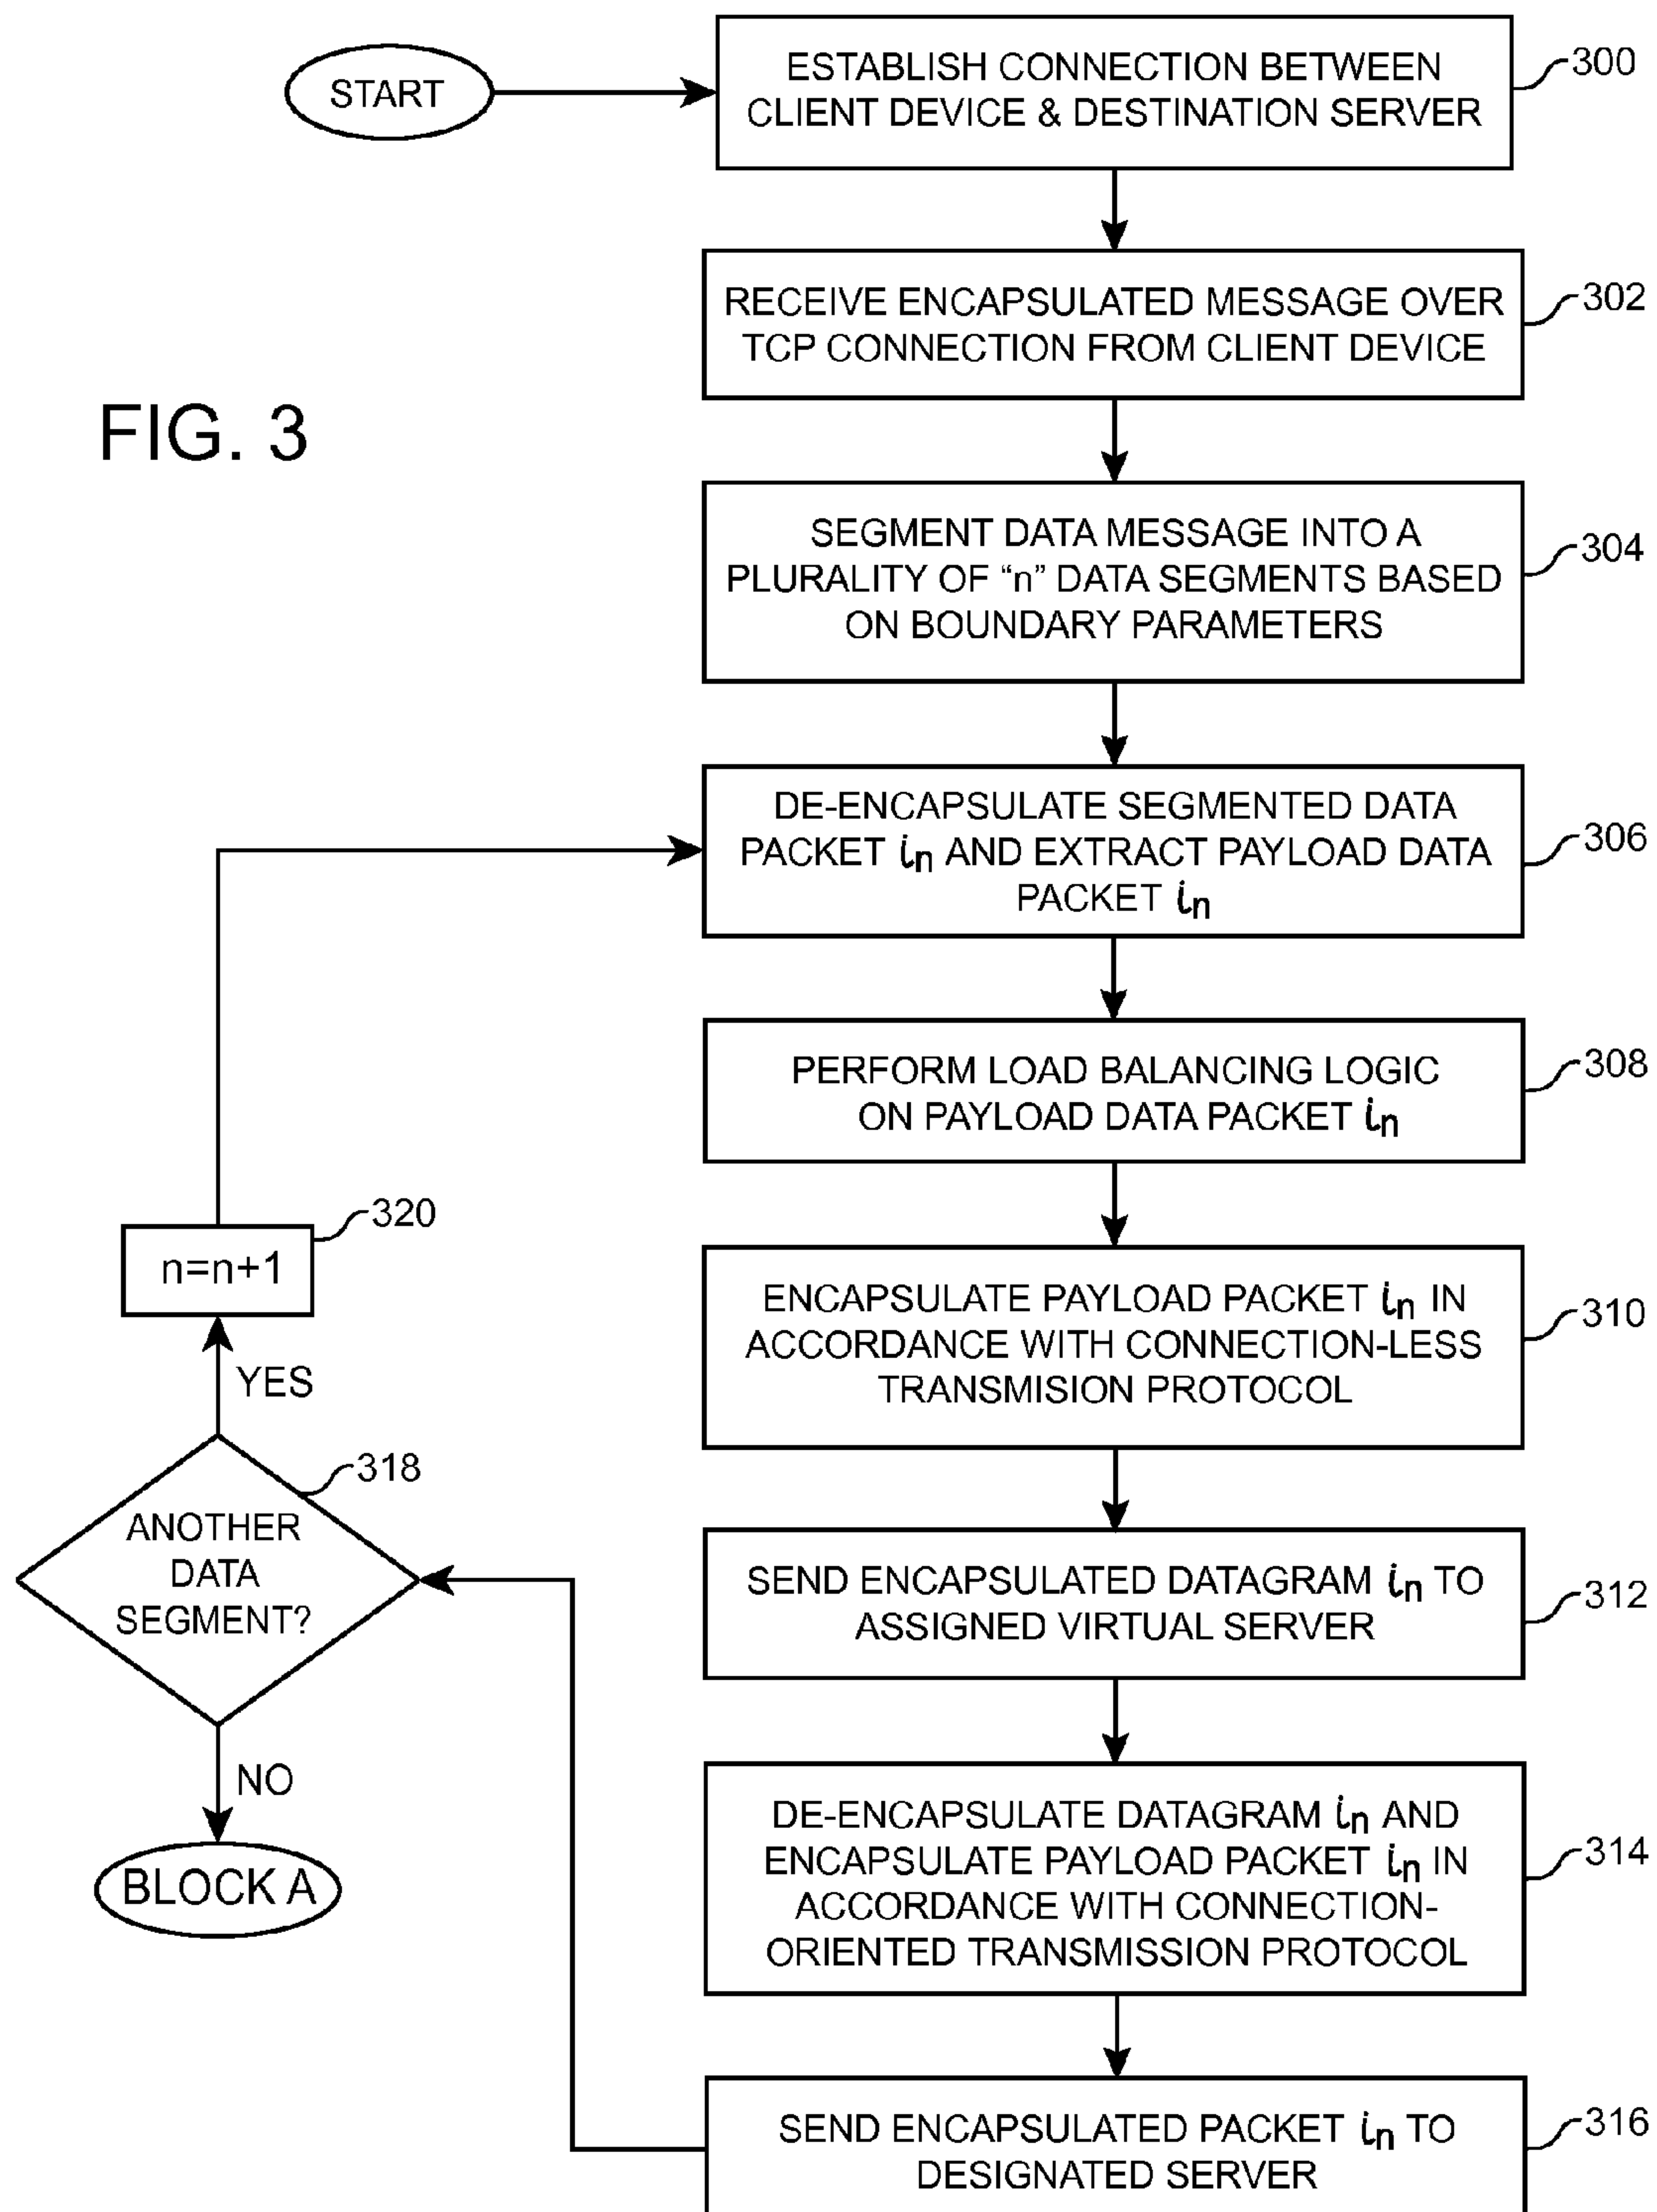 START
ESTABLISH CONNECTION BETWEEN
CLIENT DEVICE & DESTINATION SERVER
300
RECEIVE ENCAPSULATED MESSAGE OVER
TCP CONNECTION FROM CLIENT DEVICE
302
FIG. 3
SEGMENT DATA MESSAGE INTO A
PLURALITY OF “n” DATA SEGMENTS BASED
ON BOUNDARY PARAMETERS
304
DE-ENCAPSULATE SEGMENTED DATA
PACKET in AND EXTRACT PAYLOAD DATA
PACKET in
306
PERFORM LOAD BALANCING LOGIC
ON PAYLOAD DATA PACKET in
308
ENCAPSULATE PAYLOAD PACKET in IN
ACCORDANCE WITH CONNECTION-LESS
TRANSMISION PROTOCOL
310
SEND ENCAPSULATED DATAGRAM in TO
ASSIGNED VIRTUAL SERVER
312
DE-ENCAPSULATE DATAGRAM in AND
ENCAPSULATE PAYLOAD PACKET in IN
ACCORDANCE WITH CONNECTION-
ORIENTED TRANSMISSION PROTOCOL
314
SEND ENCAPSULATED PACKET in TO
DESIGNATED SERVER
316
ANOTHER
DATA
SEGMENT?
318
YES
n=n+1
320
NO
BLOCK A